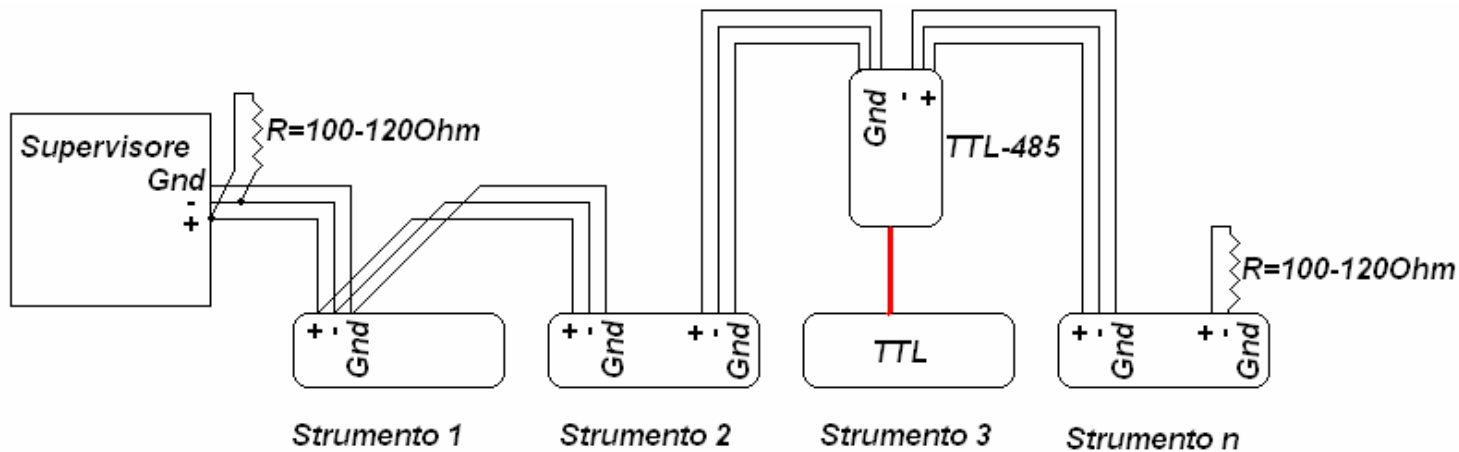 Supervisore
Gnd
-
+
R=100-120Ohm
+ - Gnd
Strumento 1
+ - Gnd
+ - Gnd
Strumento 2
Gnd - +
TTL-485
TTL
Strumento 3
+ - Gnd
+ - Gnd
R=100-120Ohm
Strumento n